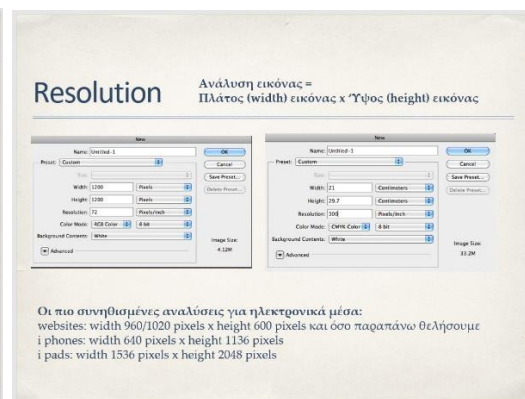 Resolution
Ανάλυση εικόνας =
Πλάτος (width) εικόνας x Ύψος (height) εικόνας
New
Name: Untitled-1
OK
Preset: Custom
Cancel
Size:
Save Preset...
Width: 1200 Pixels
Delete Preset...
Height: 1200 Pixels
Resolution: 72 Pixels/Inch
Color Mode: RGB Color 8 bit
Background Contents: White
Image Size:
4.12M
Advanced
New
Name: Untitled-1
OK
Preset: Custom
Cancel
Size:
Save Preset...
Width: 21 Centimeters
Delete Preset...
Height: 29.7 Centimeters
Resolution: 300 Pixels/Inch
Color Mode: CMYK Color 8 bit
Background Contents: White
Image Size:
33.2M
Advanced
Οι πιο συνηθισμένες αναλύσεις για ηλεκτρονικά μέσα:
websites: width 960/1020 pixels x height 600 pixels και όσο παραπάνω θελήσουμε
i phones: width 640 pixels x height 1136 pixels
i pads: width 1536 pixels x height 2048 pixels